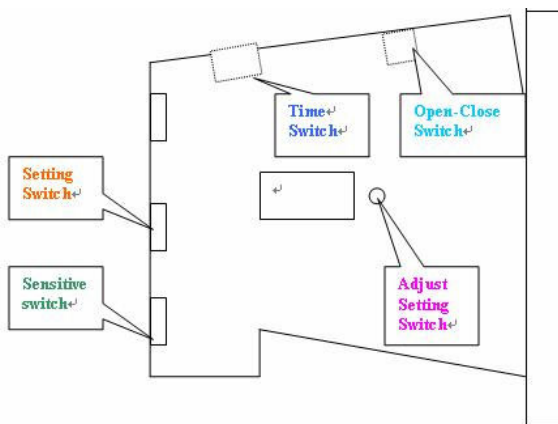 Time
Switch
Open-Close
Switch
Setting
Switch
Sensitive
switch
Adjust
Setting
Switch